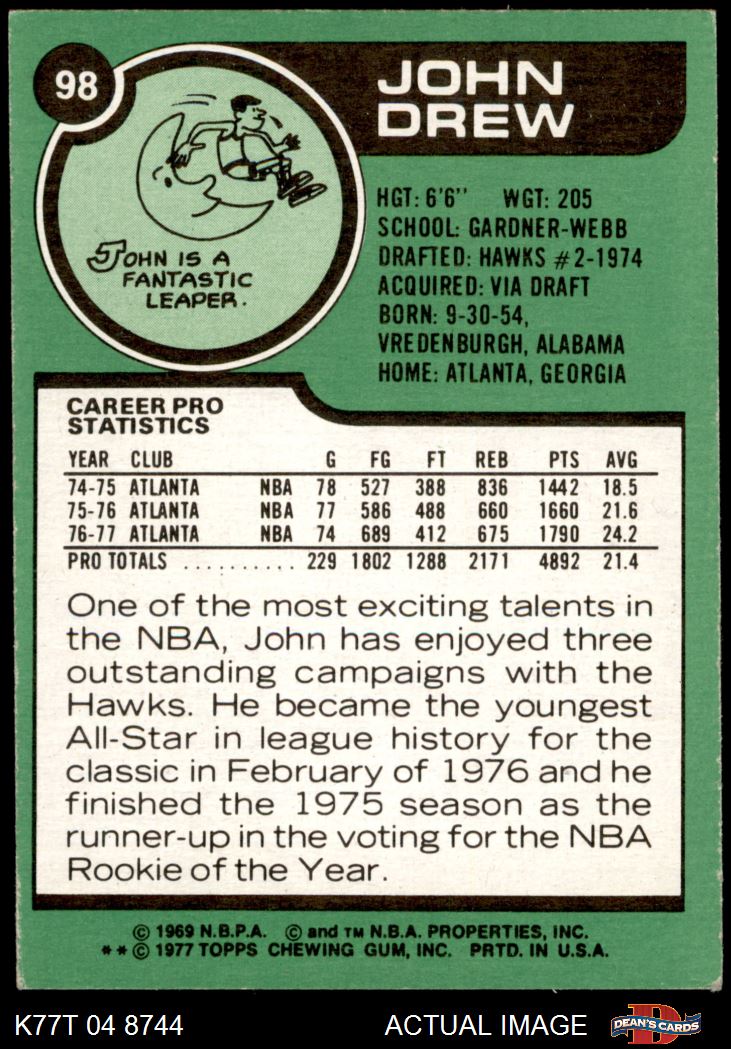 98
JOHN
DREW
JOHN IS A
FANTASTIC
LEAPER.
HGT: 6'6" WGT: 205
SCHOOL: GARDNER-WEBB
DRAFTED: HAWKS #2-1974
ACQUIRED: VIA DRAFT
BORN: 9-30-54,
VREDENBURGH, ALABAMA
HOME: ATLANTA, GEORGIA
CAREER PRO
STATISTICS
YEAR CLUB G FG FT REB PTS AVG
74-75 ATLANTA NBA 78 527 388 836 1442 18.5
75-76 ATLANTA NBA 77 586 488 660 1660 21.6
76-77 ATLANTA NBA 74 689 412 675 1790 24.2
PRO TOTALS .......... 229 1802 1288 2171 4892 21.4
One of the most exciting talents in
the NBA, John has enjoyed three
outstanding campaigns with the
Hawks. He became the youngest
All-Star in league history for the
classic in February of 1976 and he
finished the 1975 season as the
runner-up in the voting for the NBA
Rookie of the Year.
© 1969 N.B.P.A. © and TM N.B.A. PROPERTIES, INC.
**© 1977 TOPPS CHEWING GUM, INC. PRTD. IN U.S.A.
K77T 04 8744 ACTUAL IMAGE D DEAN'S CARDS